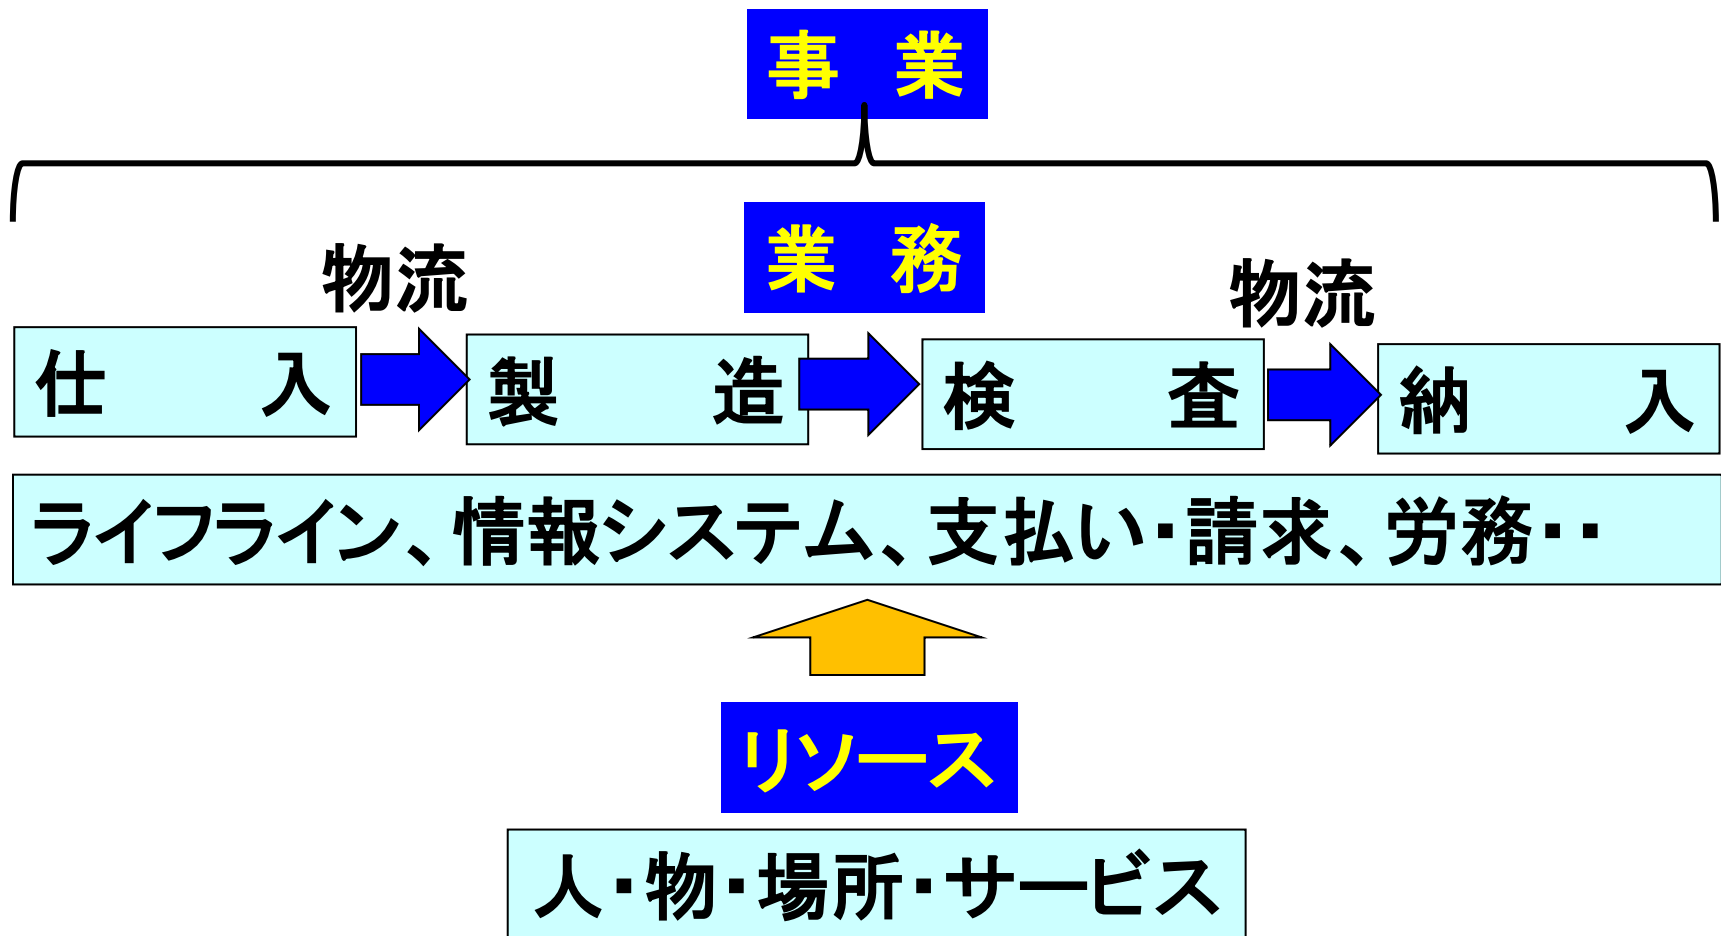 事　業
業　務
物流
物流
仕　入
製　造
検　査
納　入
ライフライン、情報システム、支払い・請求、労務・・
リソース
人・物・場所・サービス